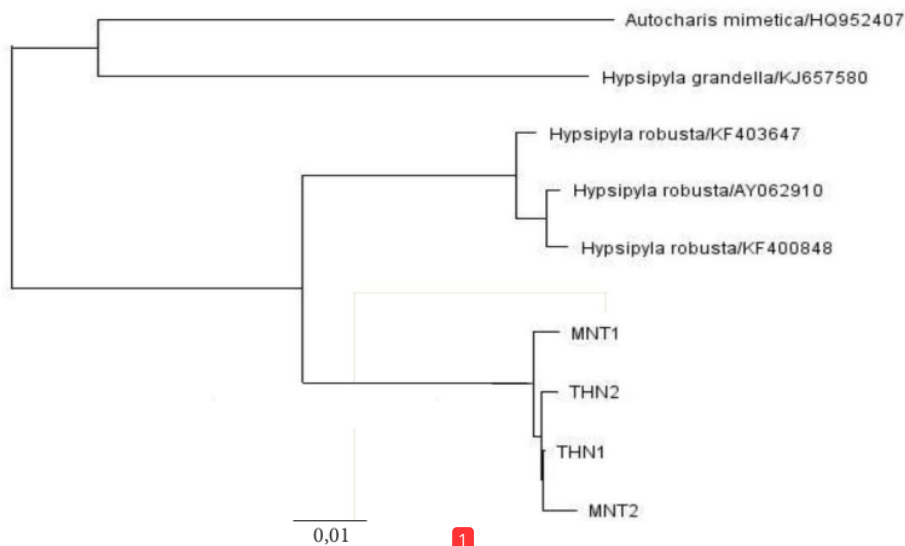 Autocharis mimetica/HQ952407
Hypsipyla grandella/KJ657580
Hypsipyla robusta/KF403647
Hypsipyla robusta/AY062910
Hypsipyla robusta/KF400848
MNT1
THN2
THN1
MNT2
0,01
1